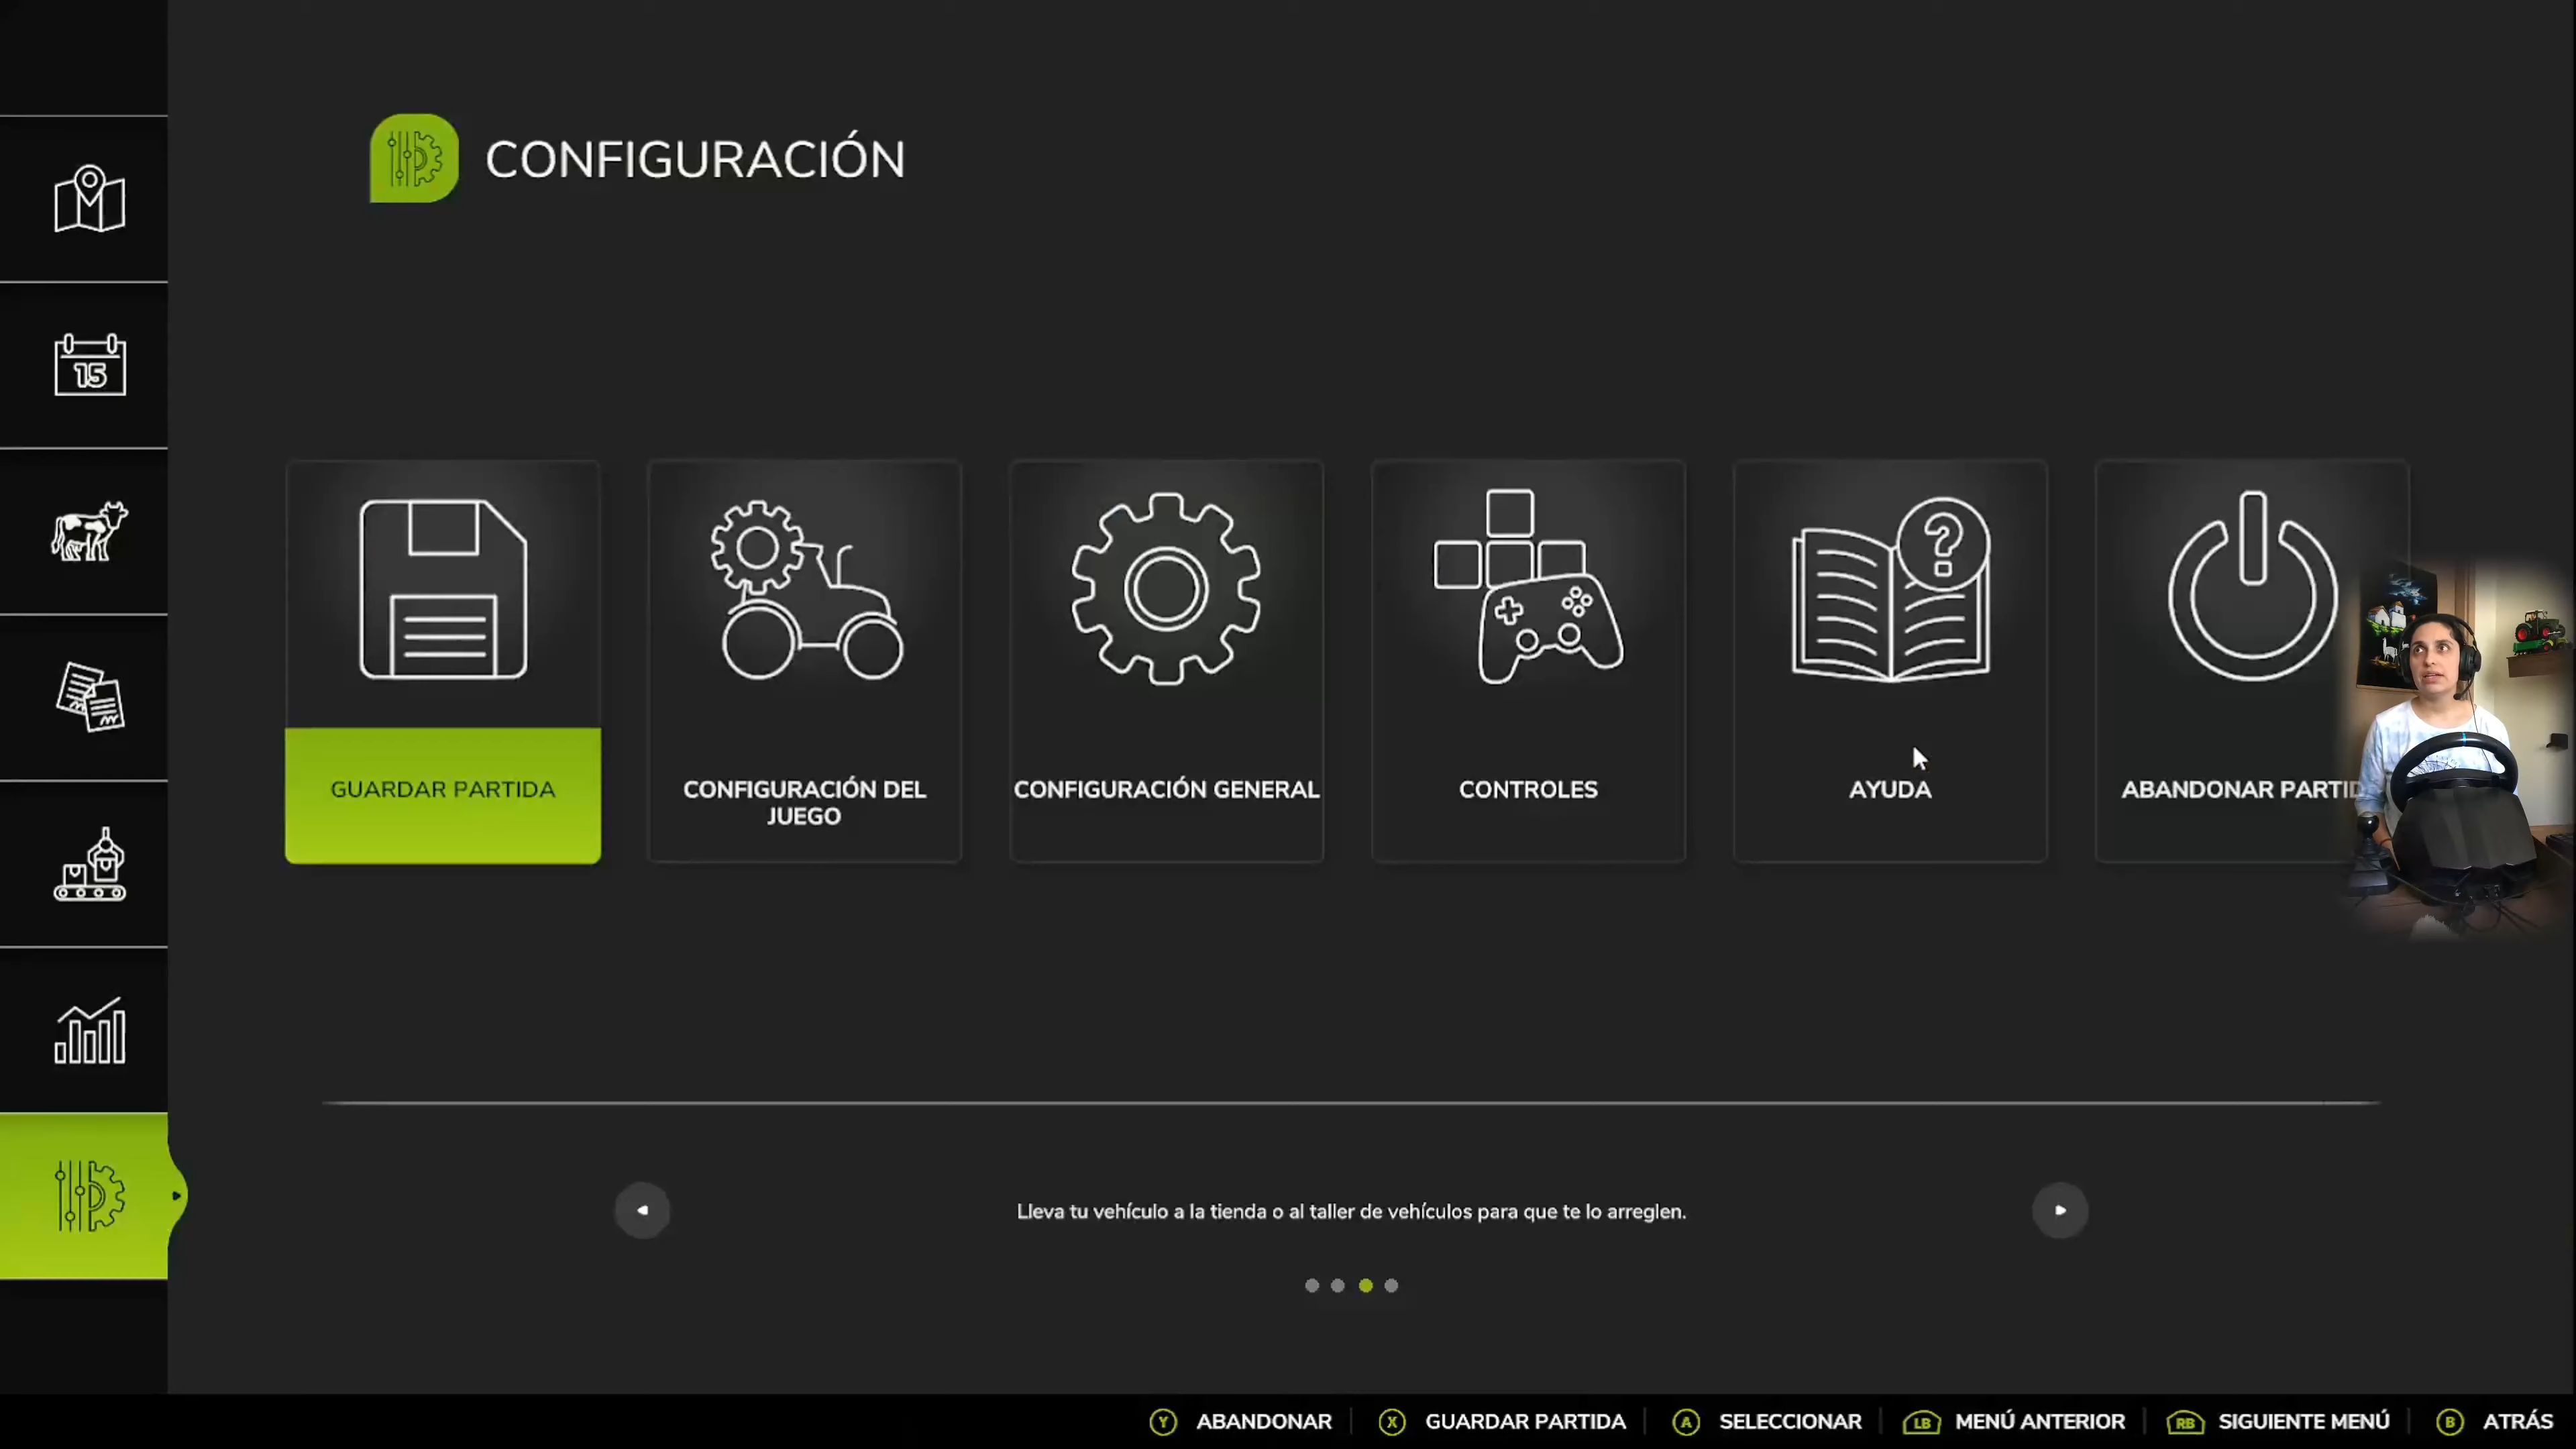 CONFIGURACIÓN
15
GUARDAR PARTIDA
CONFIGURACIÓN DEL
JUEGO
CONFIGURACIÓN GENERAL
CONTROLES
?
AYUDA
ABANDONAR PARTID
Lleva tu vehículo a la tienda o al taller de vehículos para que te lo arreglen.
Y ABANDONAR X GUARDAR PARTIDA A SELECCIONAR LB MENÚ ANTERIOR RB SIGUIENTE MENÚ B ATRÁS